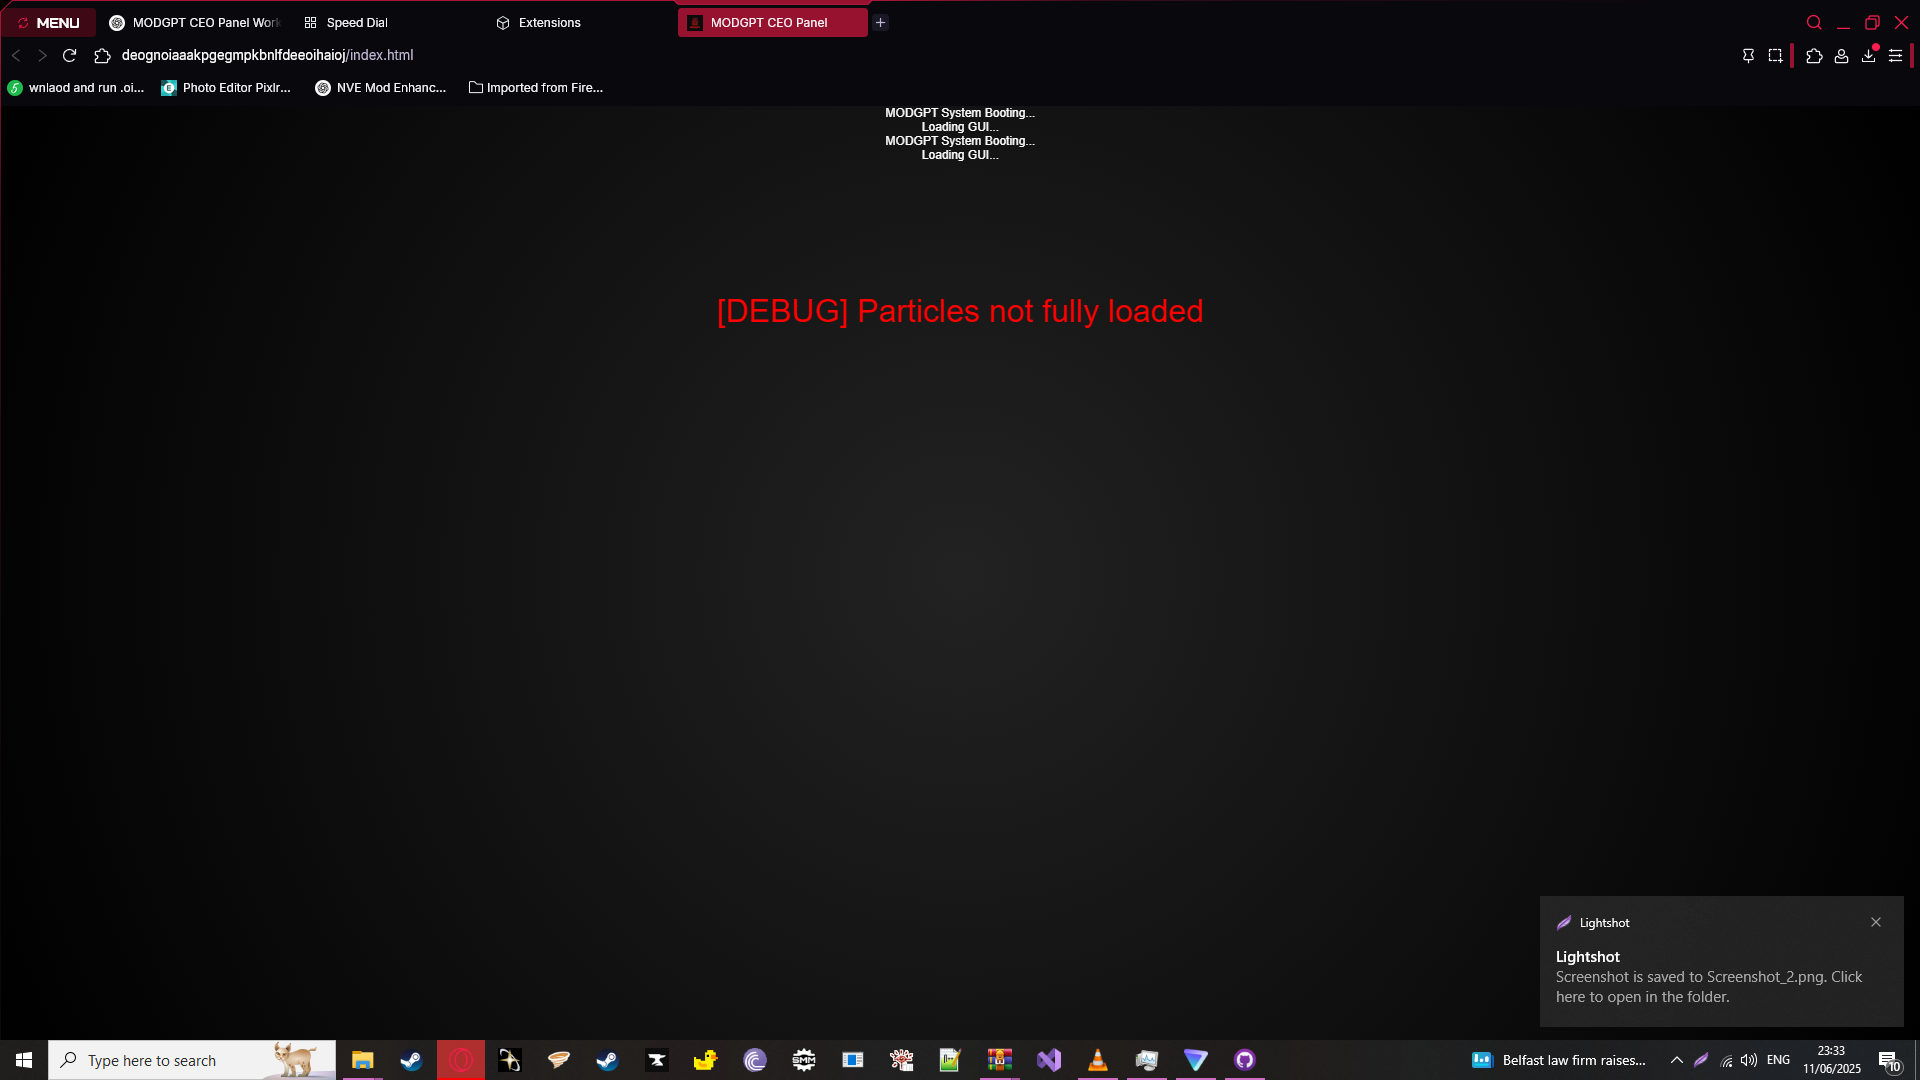 MENU
MODGPT CEO Panel Work
Speed Dial
Extensions
MODGPT CEO Panel
deognoiaaakpgegmpkbnlfdeeoihaioj/index.html
wnlaod and run .oi...
Photo Editor Pixlr...
NVE Mod Enhanc...
Imported from Fire...
MODGPT System Booting...
Loading GUI...
MODGPT System Booting...
Loading GUI...
[DEBUG] Particles not fully loaded
Lightshot
Lightshot
Screenshot is saved to Screenshot_2.png. Click
here to open in the folder.
Type here to search
SMM
Belfast law firm raises...
ENG
23:33
11/06/2025
10